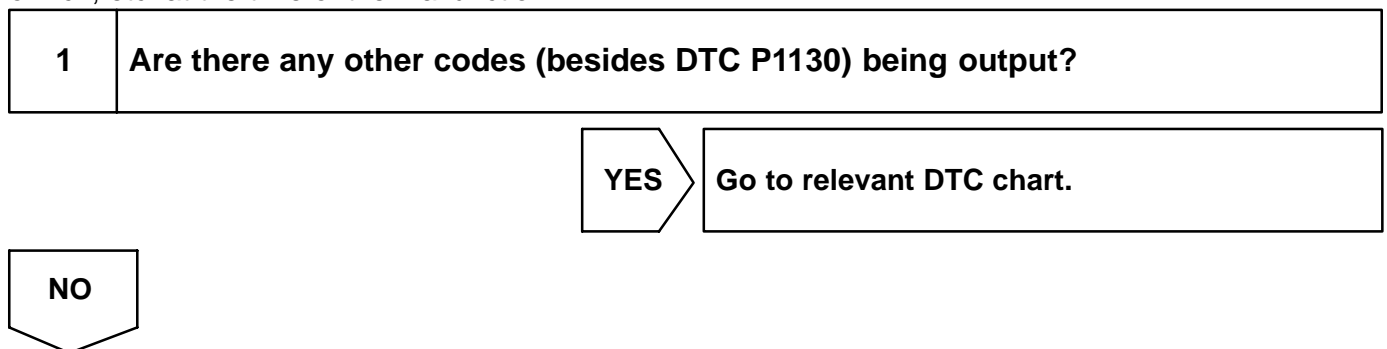 1 Are there any other codes (besides DTC P1130) being output?
YES Go to relevant DTC chart.
NO